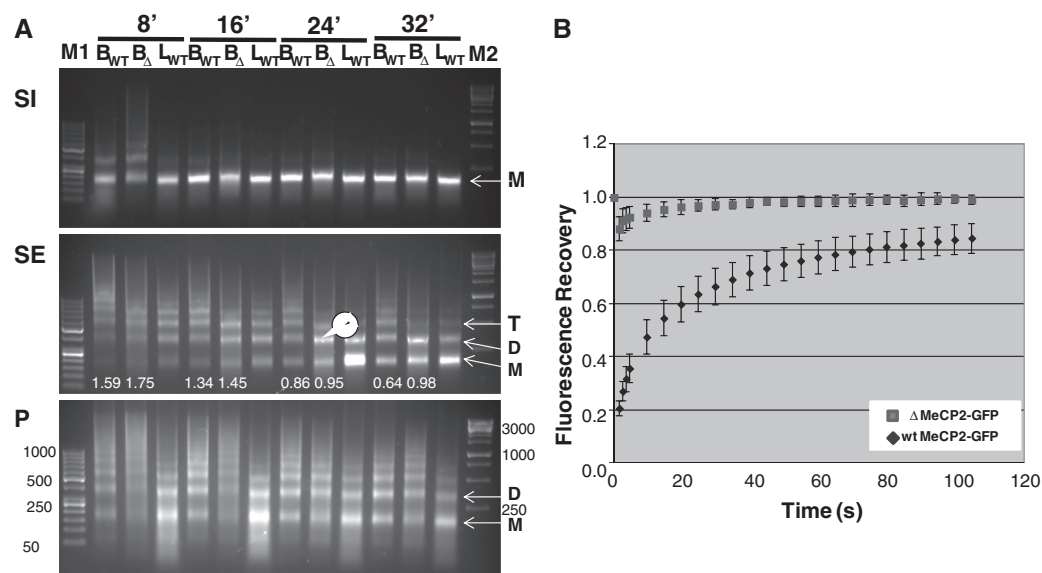 A
8' 16' 24' 32'
M1 BWT BΔ LWT BWT BΔ LWT BWT BΔ LWT BWT BΔ LWT M2
SI
M
SE
T
D
M
1.59 1.75 1.34 1.45 0.86 0.95 0.64 0.98
P
1000
500
250
50
3000
1000
D
250
M
B
1.2
1.0
0.8
0.6
0.4
0.2
0.0
Fluorescence Recovery
Δ MeCP2-GFP
wt MeCP2-GFP
0 20 40 60 80 100 120
Time (s)